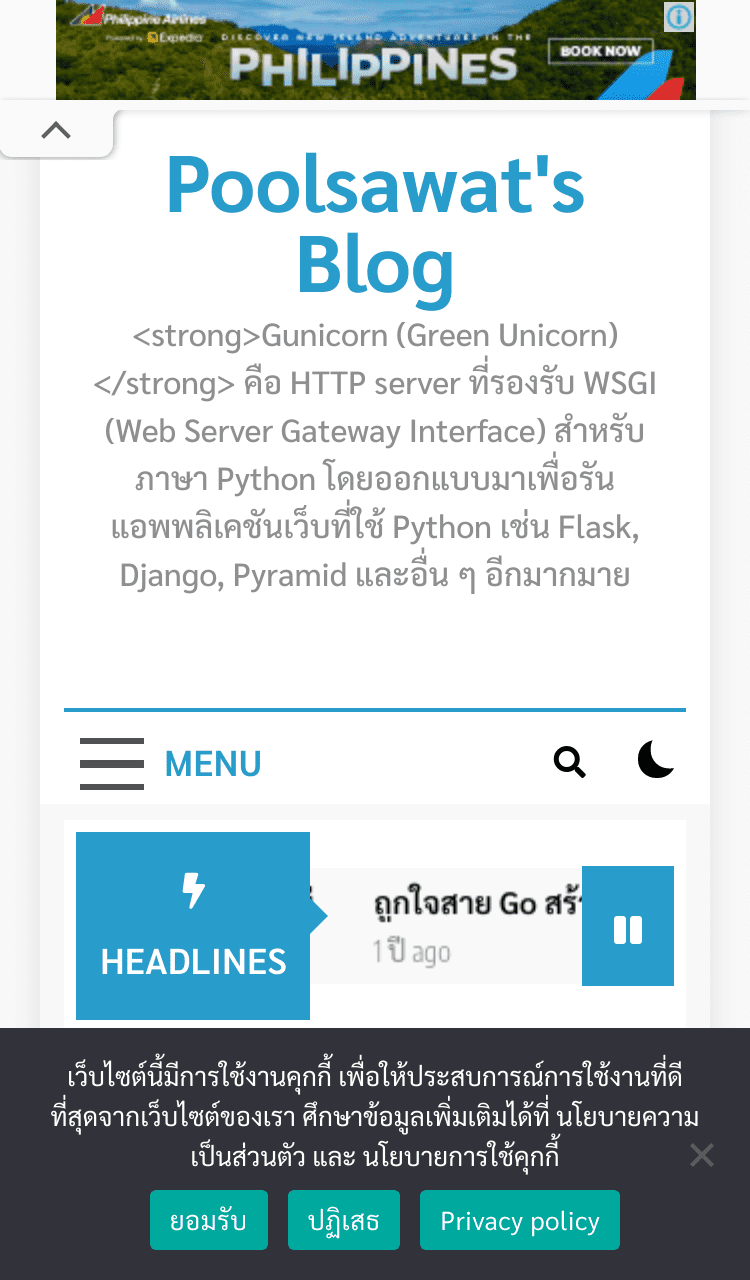 Philippine Airlines
Powered by Expedia
DISCOVER NEW ISLAND ADVENTURES IN THE
PHILIPPINES
BOOK NOW
Poolsawat's
Blog
<strong>Gunicorn (Green Unicorn)
</strong> คือ HTTP server ที่รองรับ WSGI
(Web Server Gateway Interface) สำหรับ
ภาษา Python โดยออกแบบมาเพื่อรัน
แอพพลิเคชันเว็บที่ใช้ Python เช่น Flask,
Django, Pyramid และอื่น ๆ อีกมากมาย
MENU
HEADLINES
ถูกใจสาย Go สร้า
1 ปี ago
เว็บไซต์นี้มีการใช้งานคุกกี้ เพื่อให้ประสบการณ์การใช้งานที่ดี
ที่สุดจากเว็บไซต์ของเรา ศึกษาข้อมูลเพิ่มเติมได้ที่ นโยบายความ
เป็นส่วนตัว และ นโยบายการใช้คุกกี้
ยอมรับ
ปฏิเสธ
Privacy policy